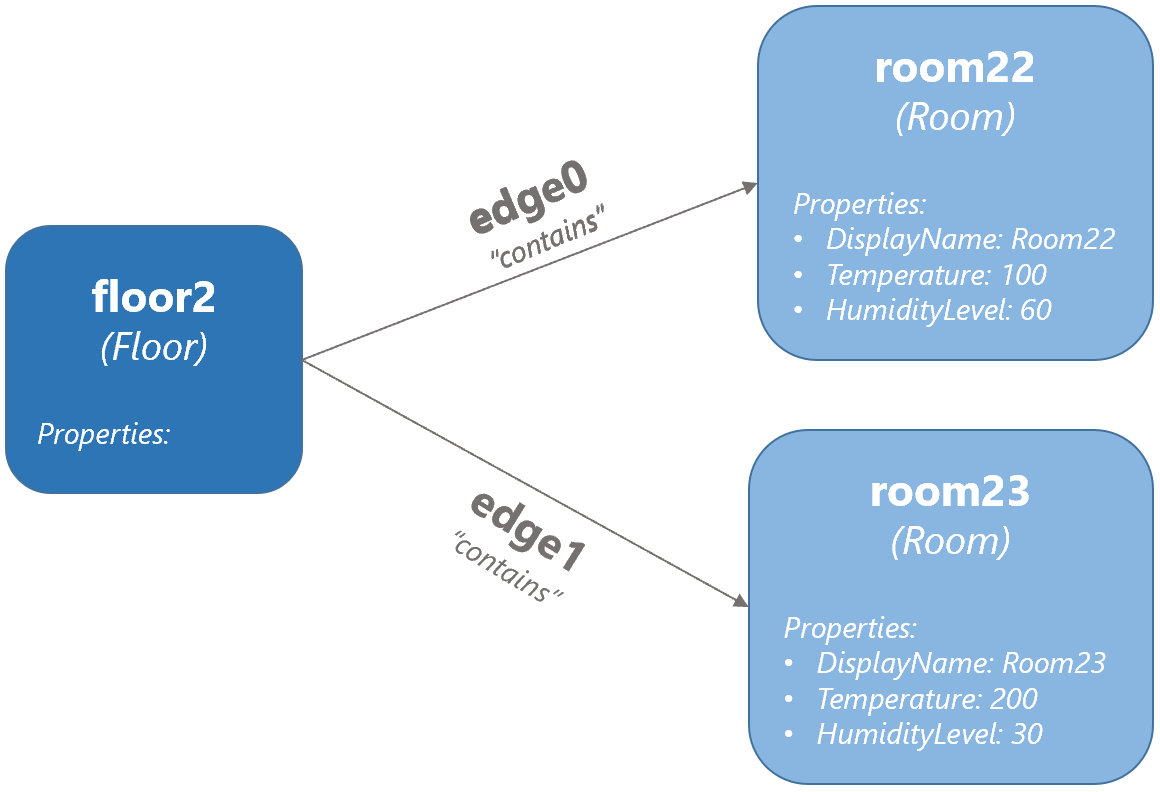 floor2
(Floor)
Properties:
edge0
"contains"
edge1
"contains"
room22
(Room)
Properties:
• DisplayName: Room22
• Temperature: 100
• HumidityLevel: 60
room23
(Room)
Properties:
• DisplayName: Room23
• Temperature: 200
• HumidityLevel: 30